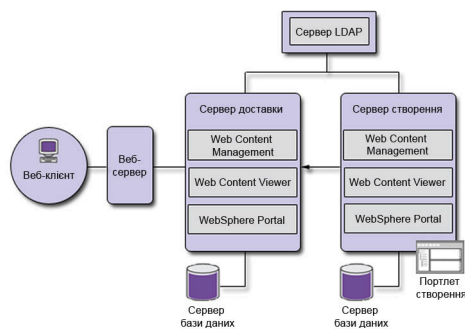 Сервер LDAP
Сервер доставки
Web Content
Management
Web Content Viewer
WebSphere Portal
Сервер створення
Web Content
Management
Web Content Viewer
WebSphere Portal
Веб-клієнт
Веб-
сервер
Портлет
створення
Сервер
бази даних
Сервер
бази даних